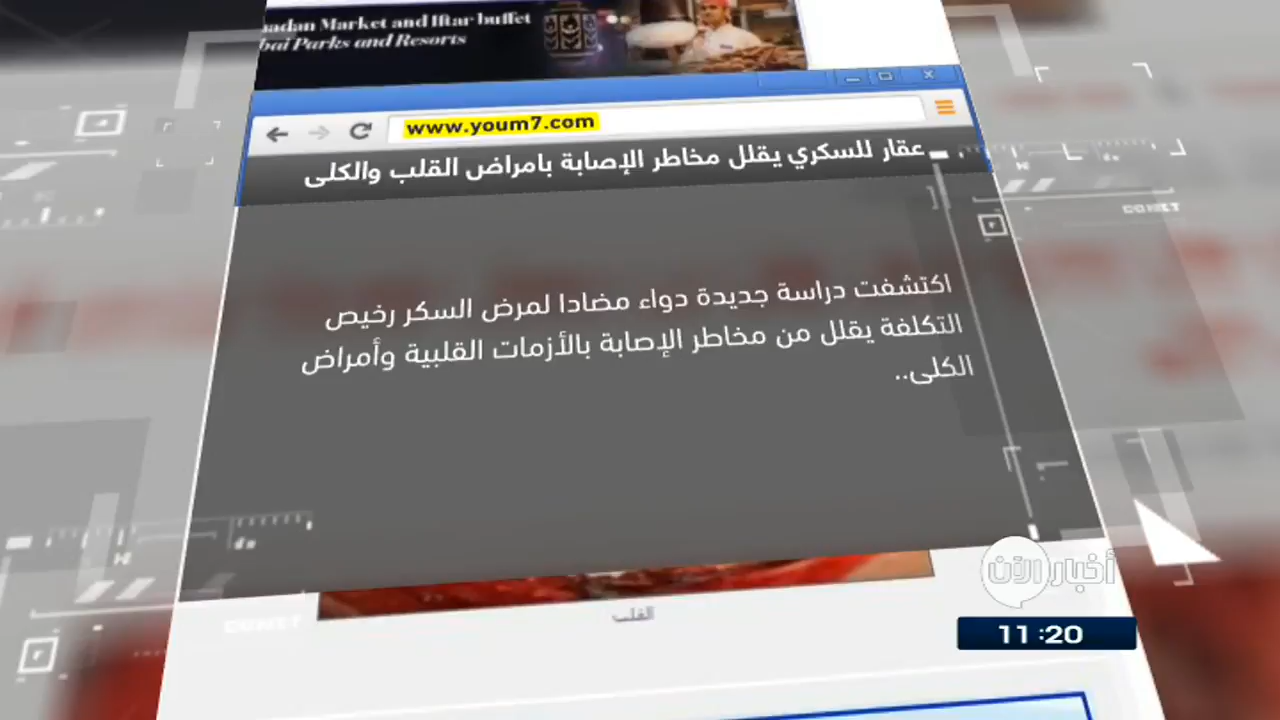 adan Market and Iftar buffet
bai Parks and Resorts
www.youm7.com
عقار للسكري يقلل مخاطر الإصابة بامراض القلب والكلى
COMET
اكتشفت دراسة جديدة دواء مضادا لمرض السكر رخيص
التكلفة يقلل من مخاطر الإصابة بالأزمات القلبية وأمراض
الكلى..
أخبار الآن
القلب
COMET
11:20